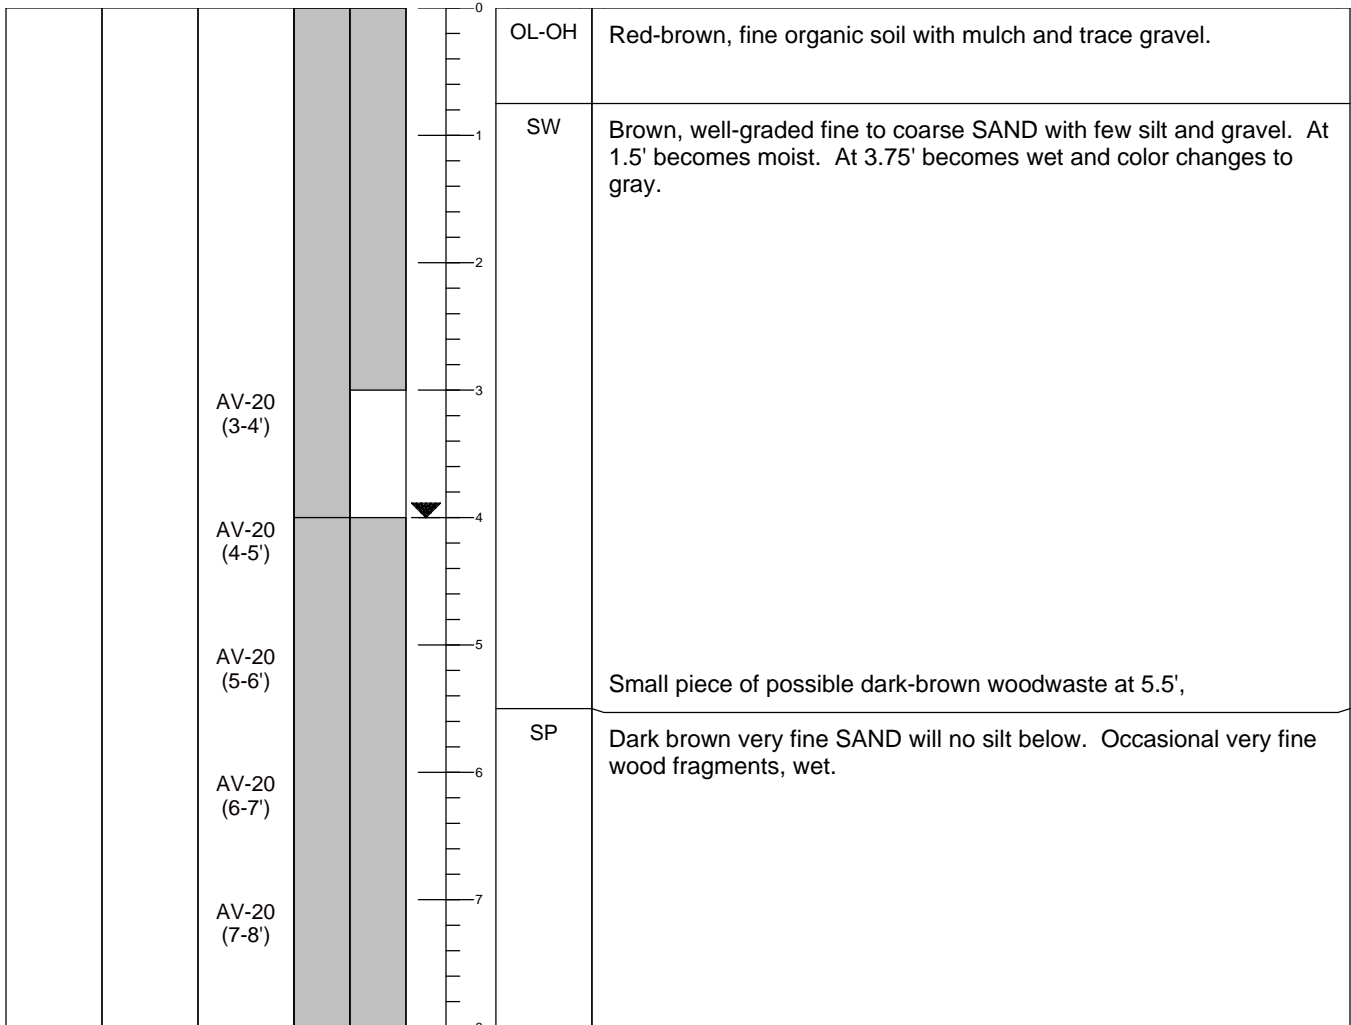 0
OL-OH
Red-brown, fine organic soil with mulch and trace gravel.
1
SW
Brown, well-graded fine to coarse SAND with few silt and gravel. At
1.5' becomes moist. At 3.75' becomes wet and color changes to
gray.
2
3
AV-20
(3-4')
4
AV-20
(4-5')
5
AV-20
(5-6')
Small piece of possible dark-brown woodwaste at 5.5',
SP
Dark brown very fine SAND will no silt below. Occasional very fine
wood fragments, wet.
6
AV-20
(6-7')
7
AV-20
(7-8')